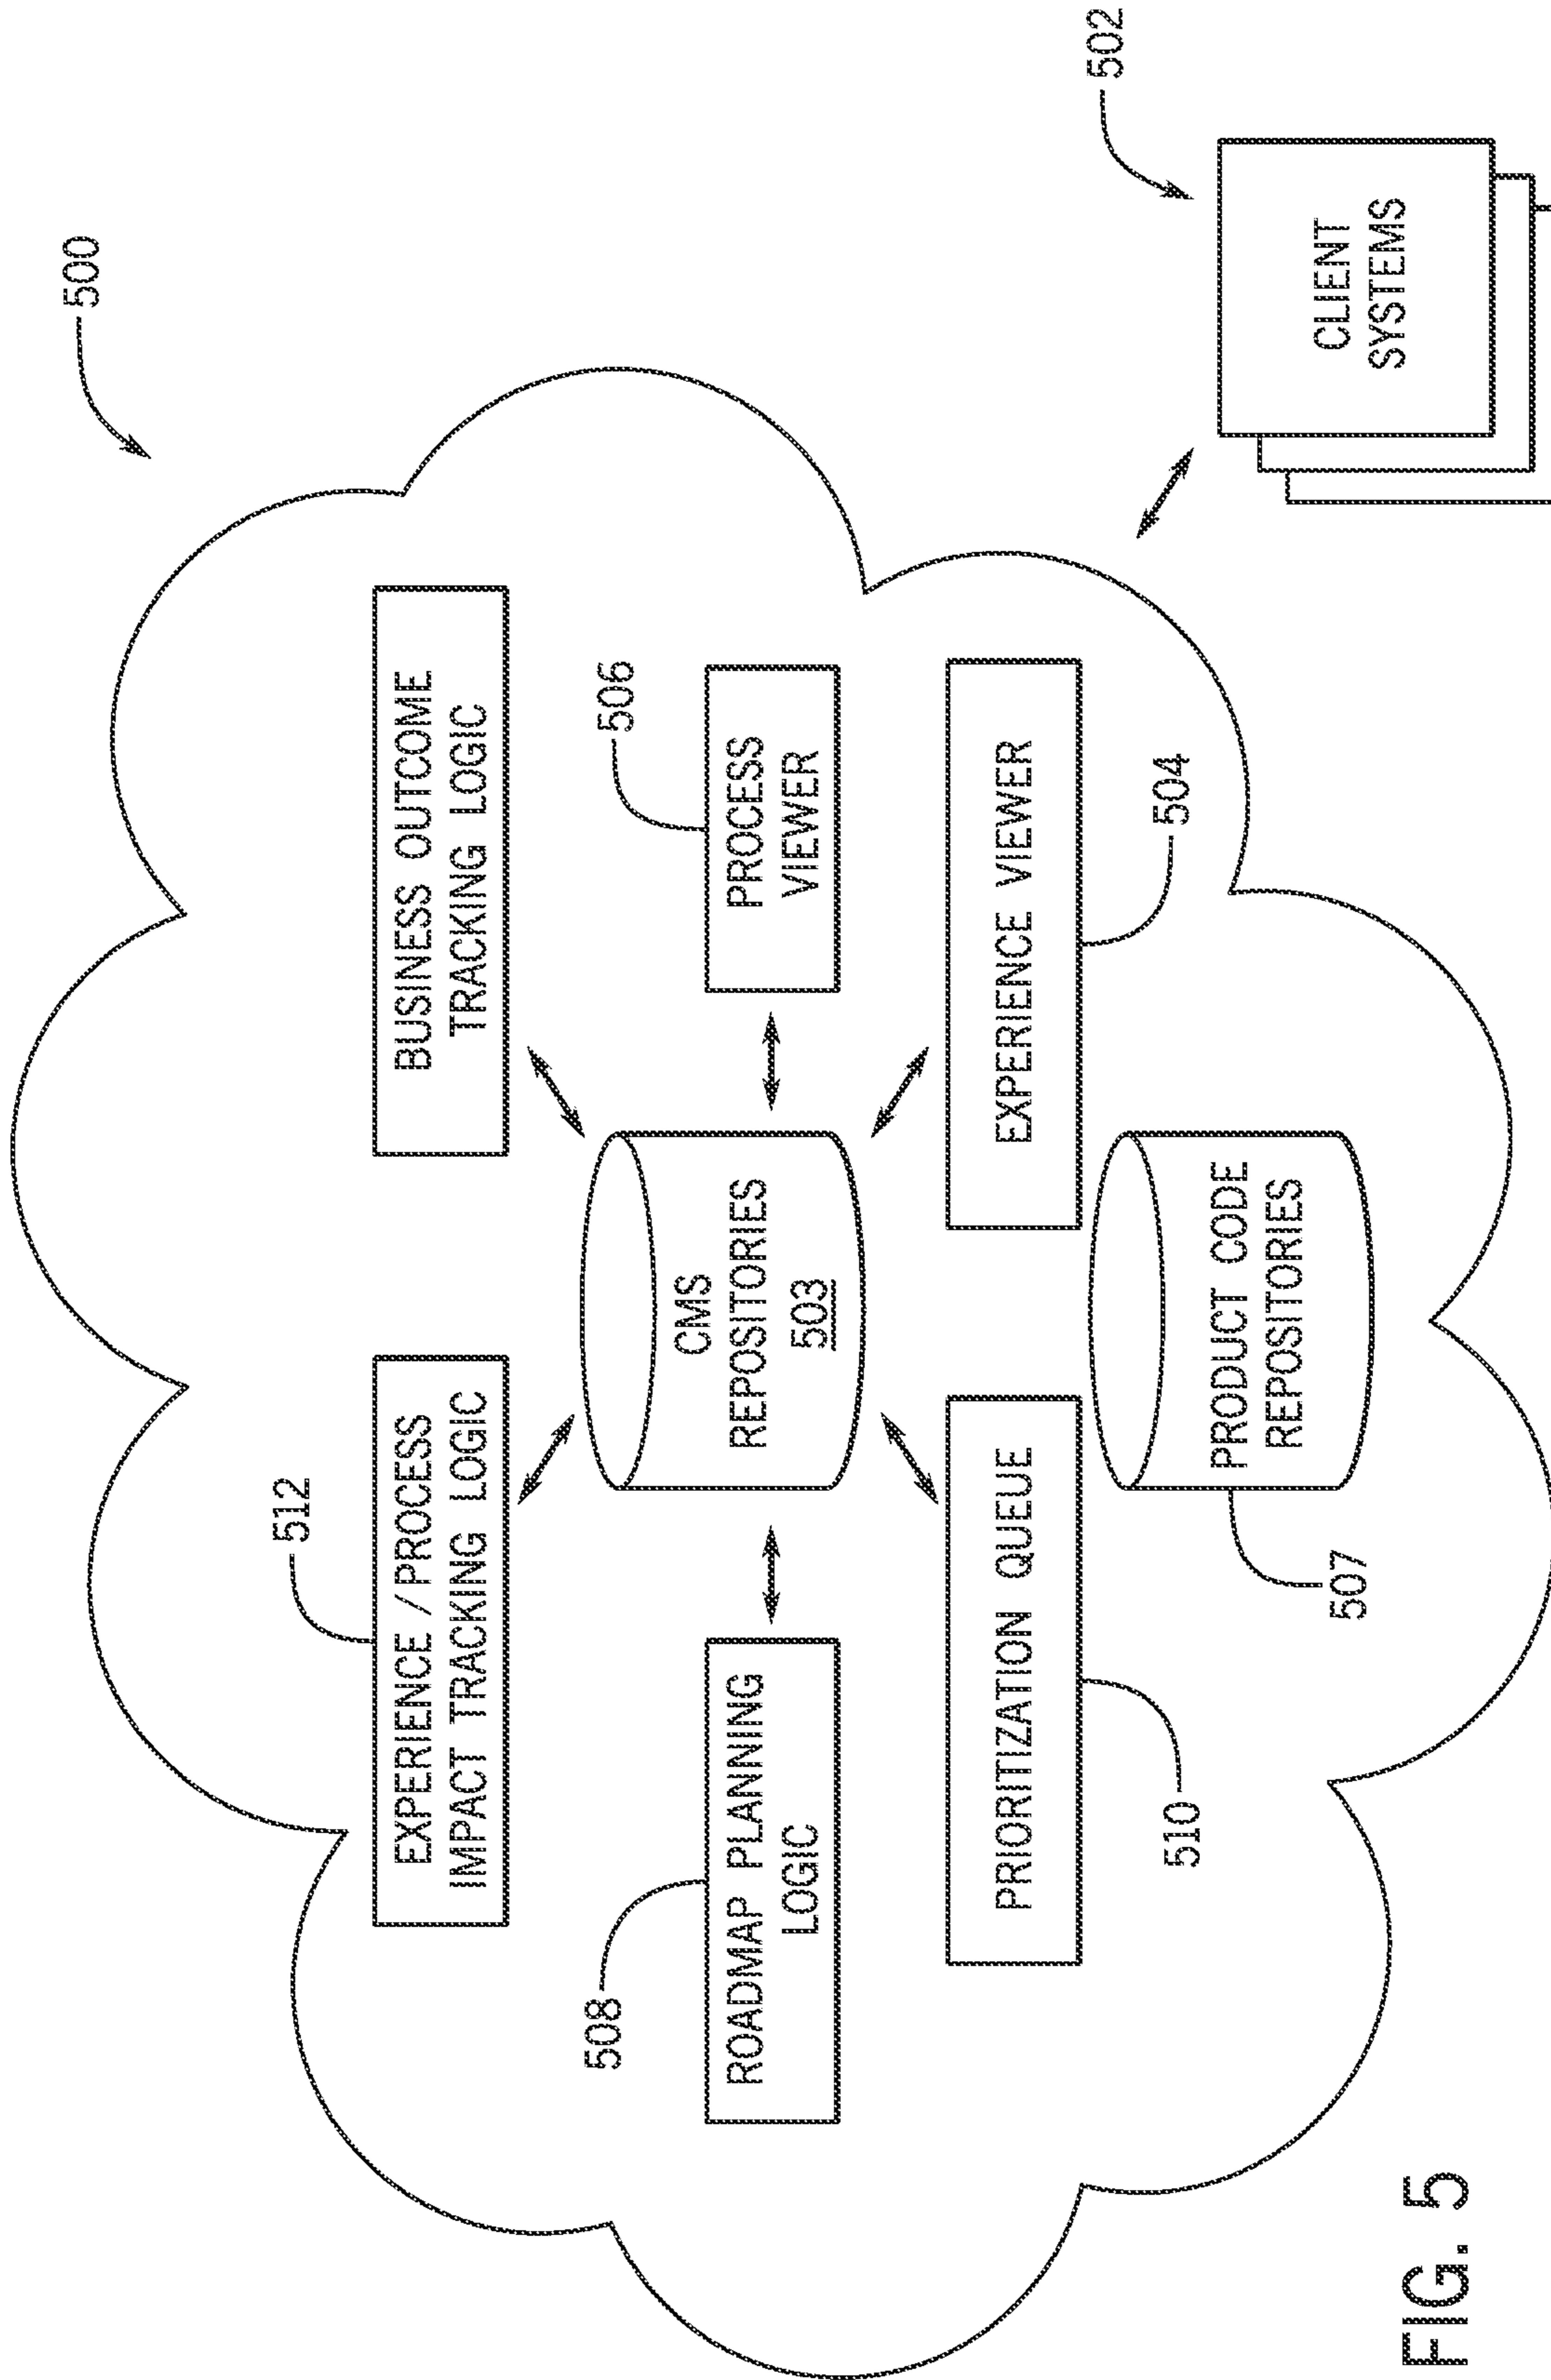 500
512
EXPERIENCE / PROCESS
IMPACT TRACKING LOGIC
BUSINESS OUTCOME
TRACKING LOGIC
508
ROADMAP PLANNING
LOGIC
CMS
REPOSITORIES
503
506
PROCESS
VIEWER
PRIORITIZATION QUEUE
510
EXPERIENCE VIEWER
504
PRODUCT CODE
REPOSITORIES
507
502
CLIENT
SYSTEMS
FIG. 5